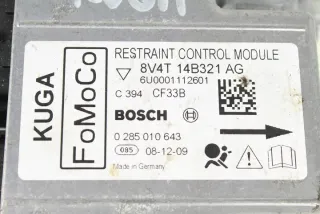 KUGA
FoMoCo
RESTRAINT CONTROL MODULE
8V4T 14B321 AG
6U0001112601
C 394 CF33B
BOSCH
0 285 010 643
085 08-12-09
Made in Germany